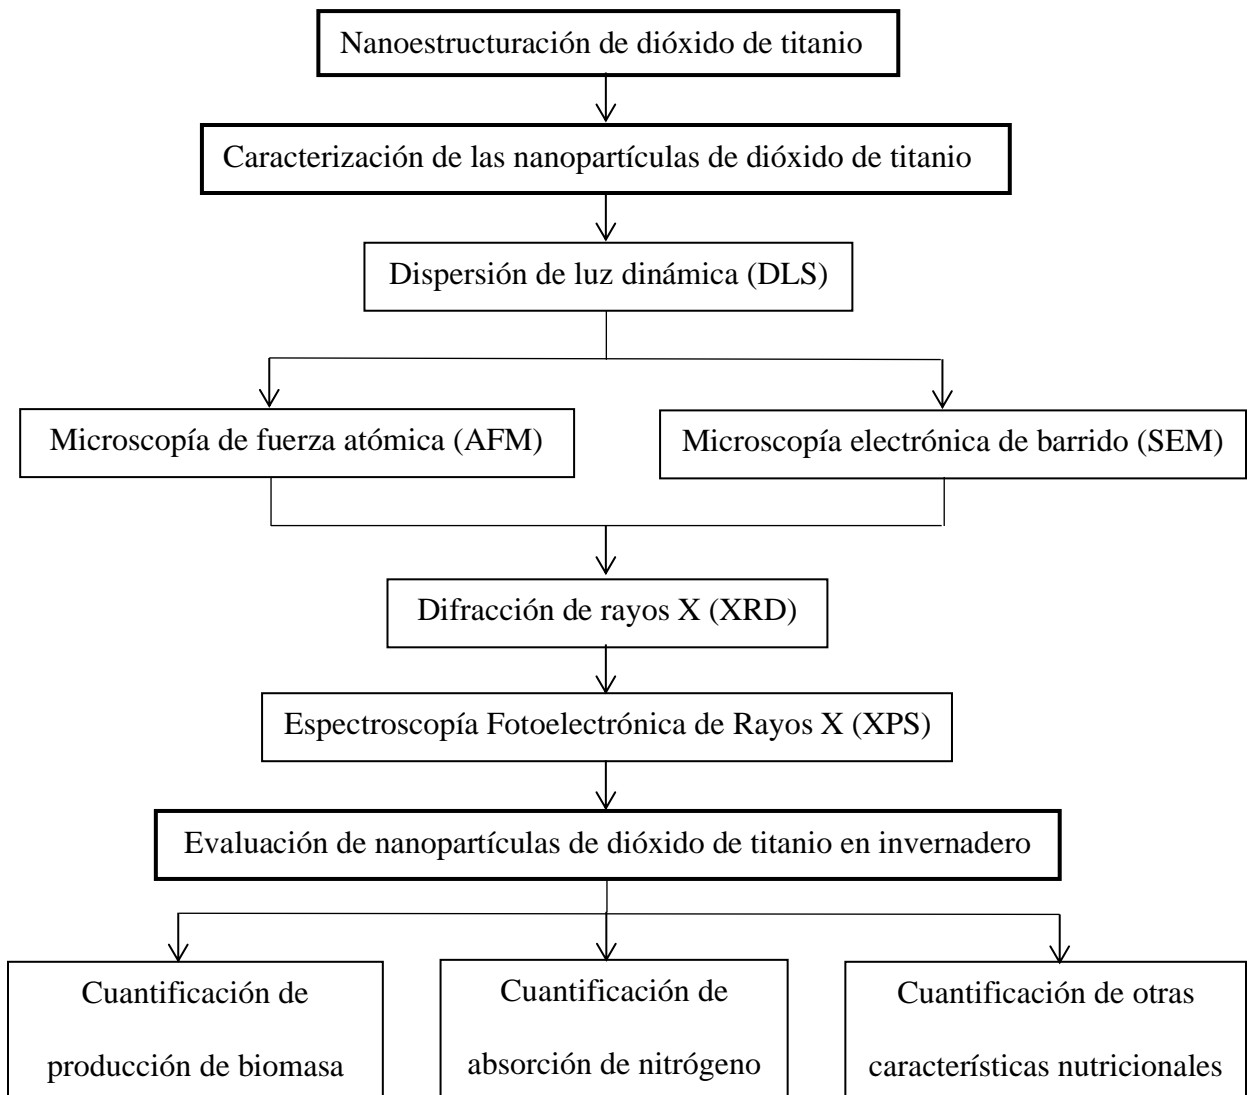 Nanoestructuración de dióxido de titanio
Caracterización de las nanopartículas de dióxido de titanio
Dispersión de luz dinámica (DLS)
Microscopía de fuerza atómica (AFM)
Microscopía electrónica de barrido (SEM)
Difracción de rayos X (XRD)
Espectroscopía Fotoelectrónica de Rayos X (XPS)
Evaluación de nanopartículas de dióxido de titanio en invernadero
Cuantificación de
producción de biomasa
Cuantificación de
absorción de nitrógeno
Cuantificación de otras
características nutricionales